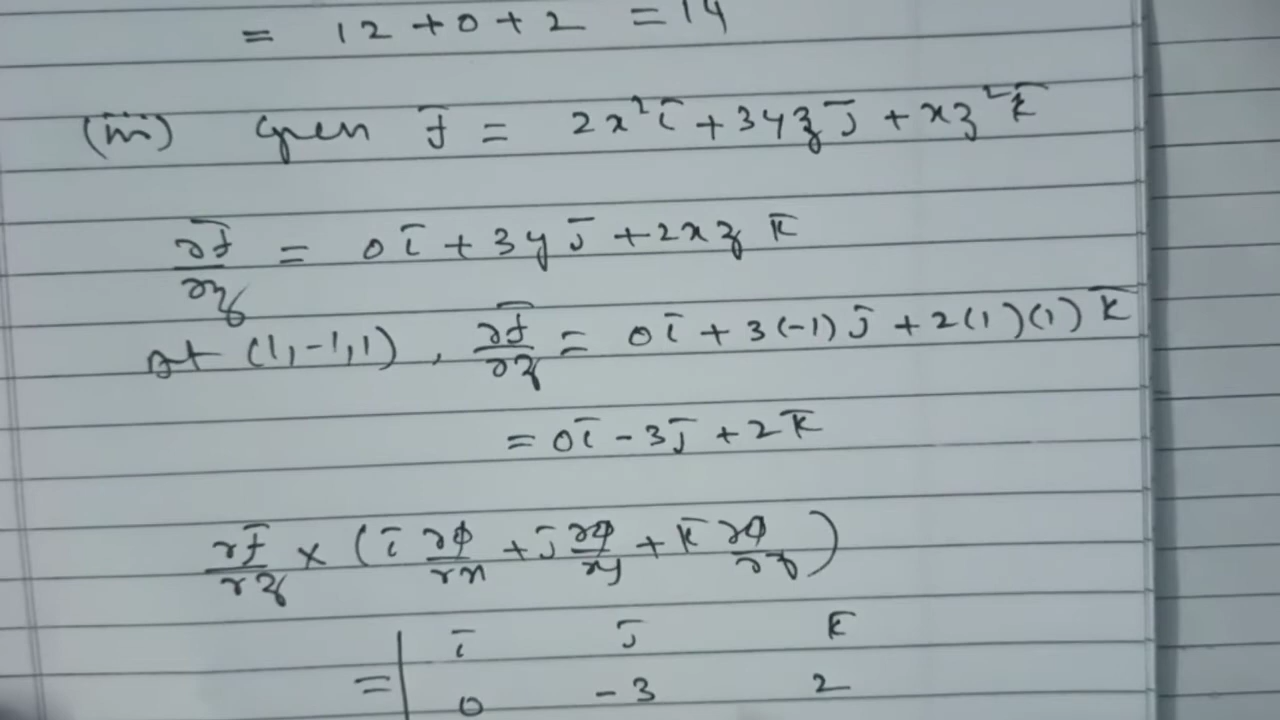 = 12 + 0 + 2 = 14
(iii) Given f̄ = 2x²ī + 3yzj̄ + xz²k̄
∂f̄/∂z = 0ī + 3yj̄ + 2xz k̄
at (1,-1,1), ∂f̄/∂z = 0ī + 3(-1)j̄ + 2(1)(1)k̄
= 0ī - 3j̄ + 2k̄
∂f̄/∂z × (ī ∂φ/∂x + j̄ ∂φ/∂y + k̄ ∂φ/∂z)
ī j̄ k̄
= | 0 -3 2